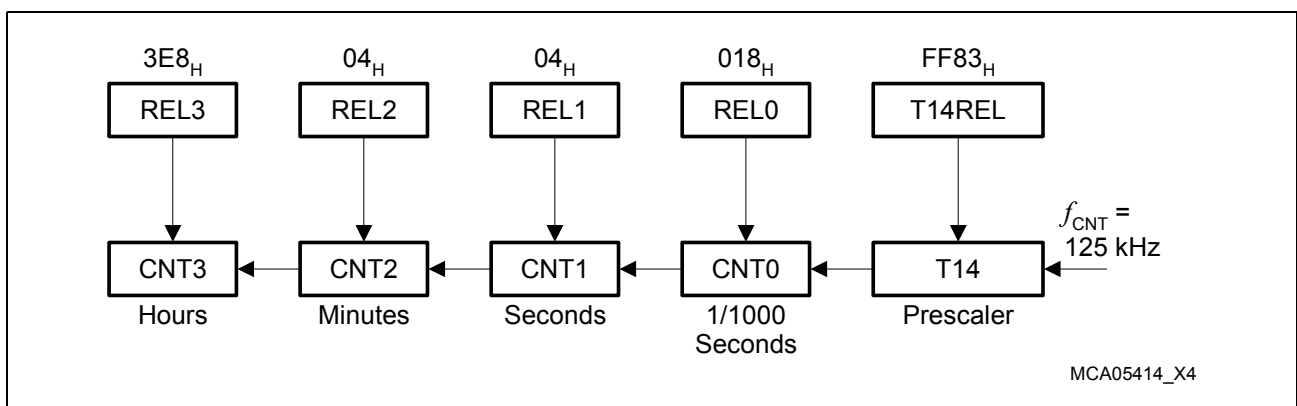 3E8H 04H 04H 018H FF83H
REL3 REL2 REL1 REL0 T14REL
fCNT =
125 kHz
CNT3 CNT2 CNT1 CNT0 T14
Hours Minutes Seconds 1/1000 Seconds Prescaler
MCA05414_X4